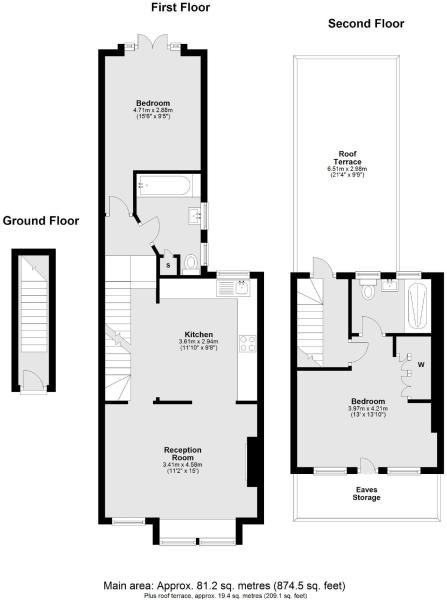 First Floor
Second Floor
Bedroom
4.71m x 2.88m
(15'6" x 9'5")
Roof
Terrace
6.51m x 2.98m
(21'4" x 9'9")
Ground Floor
S
Kitchen
3.61m x 2.94m
(11'10" x 9'8")
W
Bedroom
3.97m x 4.21m
(13' x 13'10")
Reception
Room
3.41m x 4.58m
(11'2" x 15')
Eaves
Storage
Main area: Approx. 81.2 sq. metres (874.5 sq. feet)
Plus roof terrace, approx. 19.4 sq. metres (209.1 sq. feet)